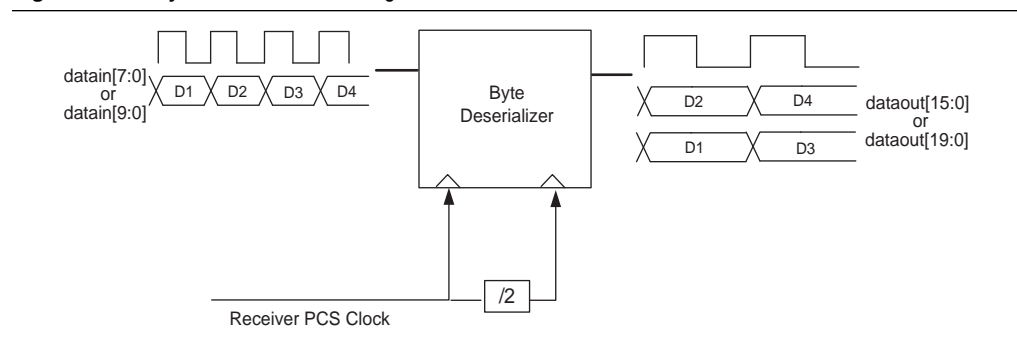 datain[7:0]
or
datain[9:0]
D1 D2 D3 D4
Byte
Deserializer
D2 D4
D1 D3
dataout[15:0]
or
dataout[19:0]
/2
Receiver PCS Clock